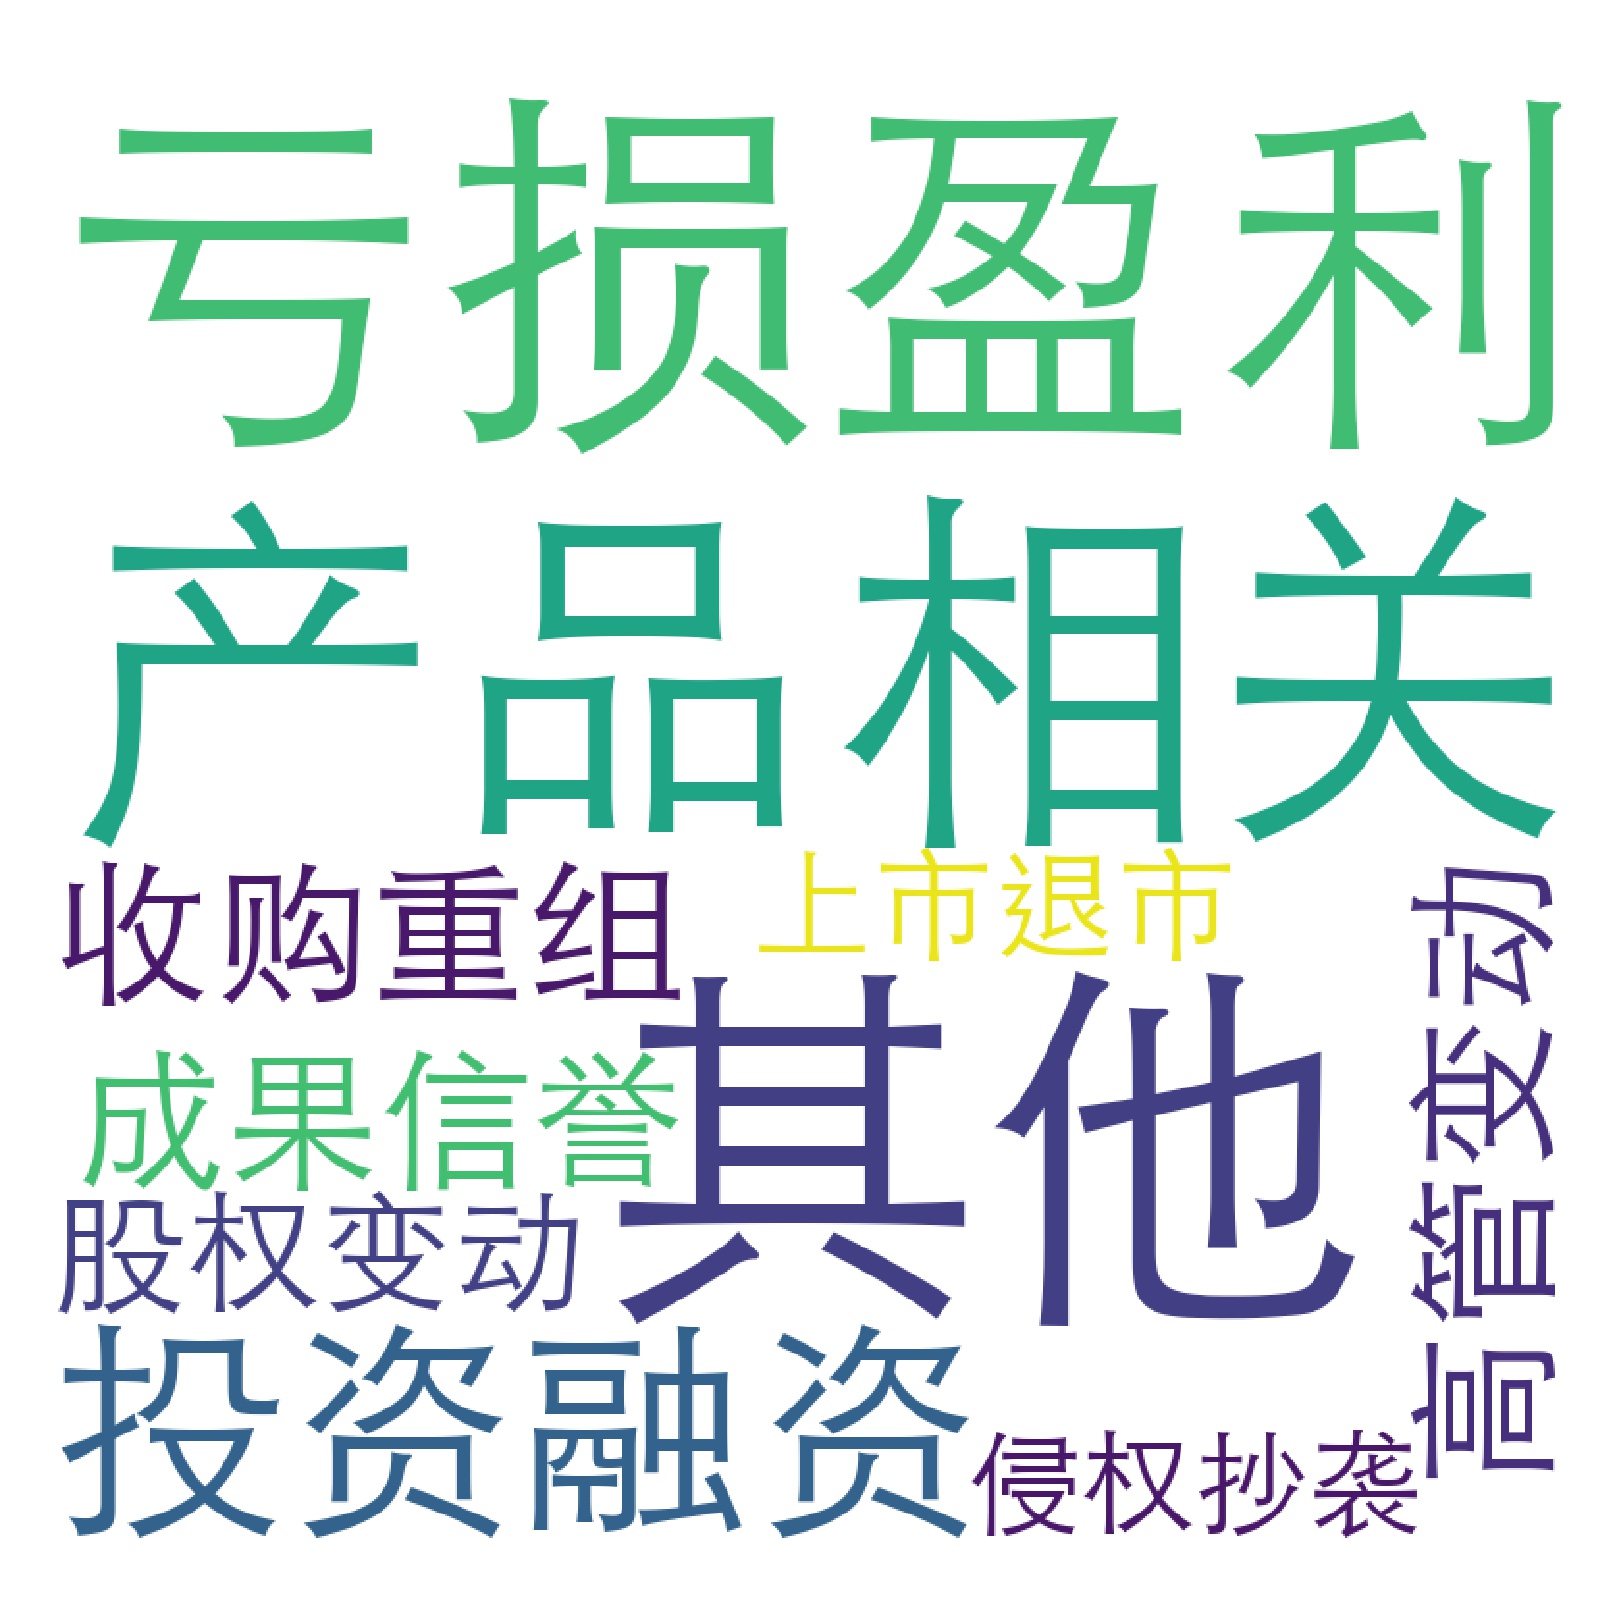 亏损盈利
产品相关
收购重组
上市退市
其他
高管变动
成果信誉
股权变动
投资融资
侵权抄袭